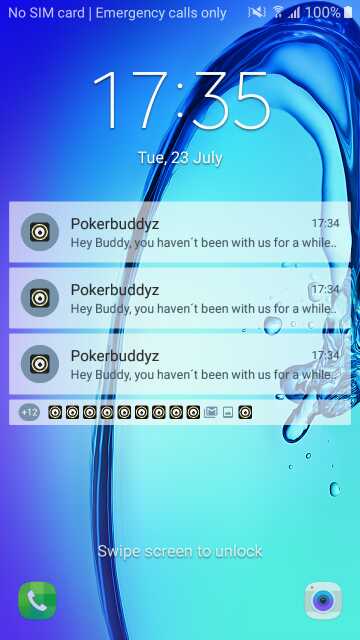 No SIM card | Emergency calls only 100%
17:35
Tue, 23 July
Pokerbuddyz 17:34
Hey Buddy, you haven´t been with us for a while..
Pokerbuddyz 17:34
Hey Buddy, you haven´t been with us for a while..
Pokerbuddyz 17:34
Hey Buddy, you haven´t been with us for a while..
+12
Swipe screen to unlock